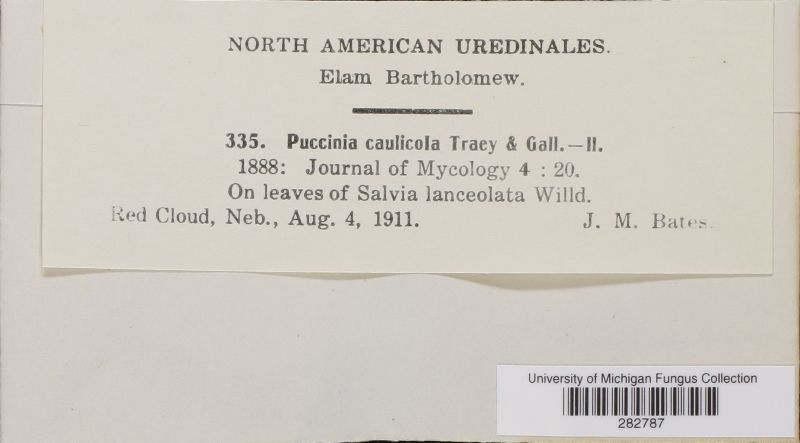 NORTH AMERICAN UREDINALES.
Elam Bartholomew.
335. Puccinia caulicola Traey & Gall.—II.
1888: Journal of Mycology 4 : 20.
On leaves of Salvia lanceolata Willd.
Red Cloud, Neb., Aug. 4, 1911. J. M. Bates.
University of Michigan Fungus Collection
282787